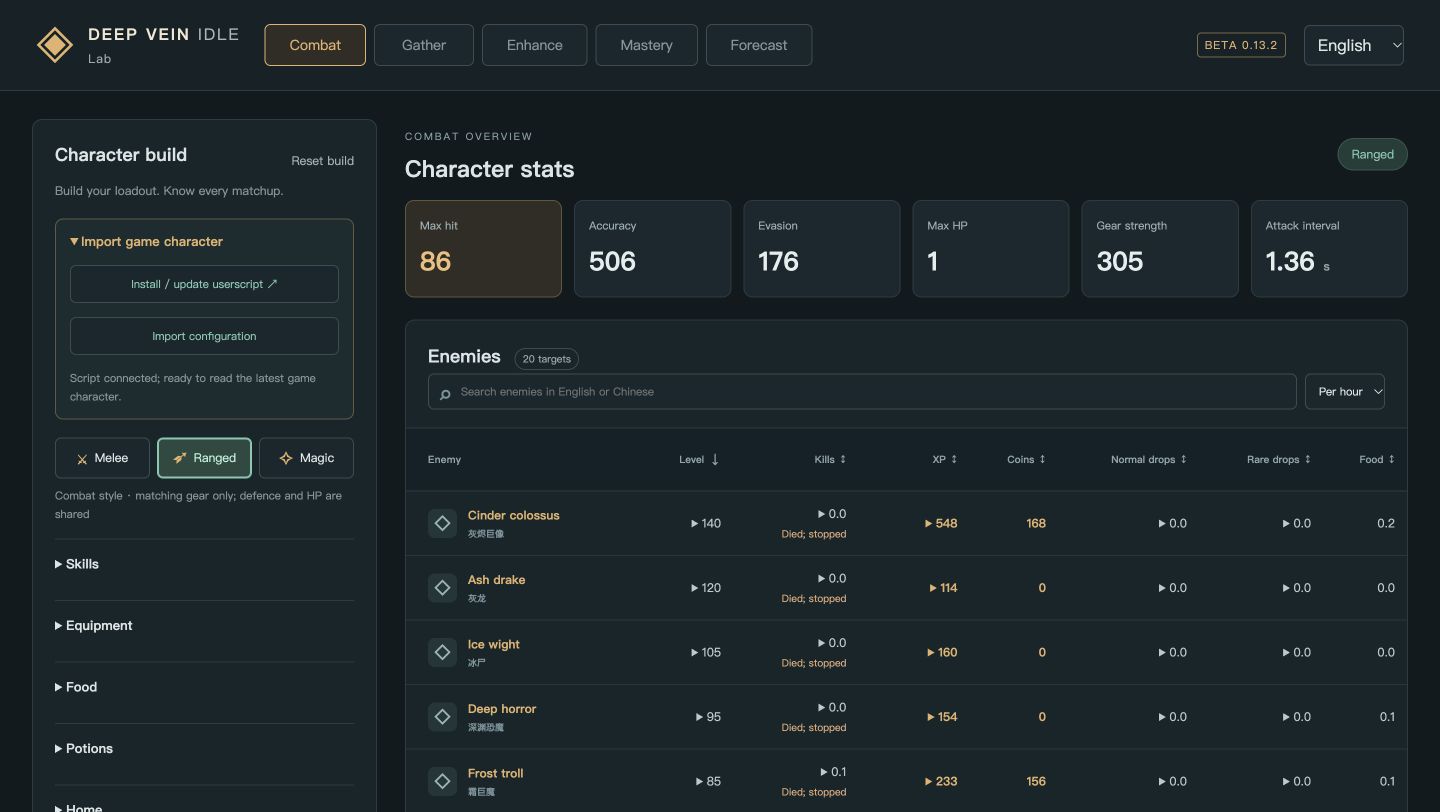 DEEP VEIN IDLE
Lab
Combat
Gather
Enhance
Mastery
Forecast
BETA 0.13.2
English
Character build
Reset build
Build your loadout. Know every matchup.
Import game character
Install / update userscript ↗
Import configuration
Script connected; ready to read the latest game
character.
Melee
Ranged
Magic
Combat style · matching gear only; defence and HP are
shared
Skills
Equipment
Food
Potions
Home
COMBAT OVERVIEW
Character stats
Ranged
Max hit
86
Accuracy
506
Evasion
176
Max HP
1
Gear strength
305
Attack interval
1.36 s
Enemies
20 targets
Search enemies in English or Chinese
Per hour
Enemy Level ↓ Kills ↕ XP ↕ Coins ↕ Normal drops ↕ Rare drops ↕ Food ↕
Cinder colossus
灰烬巨像
140
0.0
Died; stopped
548
168
0.0
0.0
0.2
Ash drake
灰龙
120
0.0
Died; stopped
114
0
0.0
0.0
0.0
Ice wight
冰尸
105
0.0
Died; stopped
160
0
0.0
0.0
0.0
Deep horror
深渊恐魔
95
0.0
Died; stopped
154
0
0.0
0.0
0.1
Frost troll
霜巨魔
85
0.1
Died; stopped
233
156
0.0
0.0
0.1